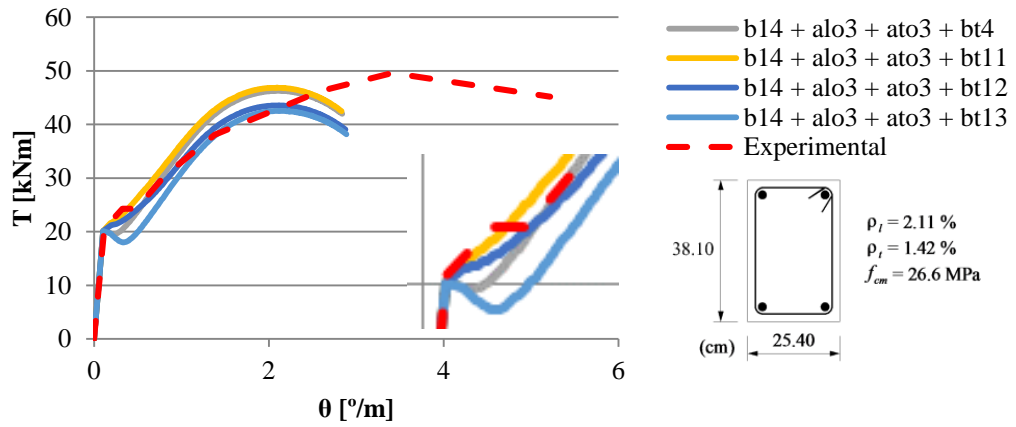 T [kNm]
60
50
40
30
20
10
0
0
2
4
6
θ [º/m]
b14 + alo3 + ato3 + bt4
b14 + alo3 + ato3 + bt11
b14 + alo3 + ato3 + bt12
b14 + alo3 + ato3 + bt13
Experimental
38.10
ρl = 2.11 %
ρt = 1.42 %
fcm = 26.6 MPa
(cm)
25.40